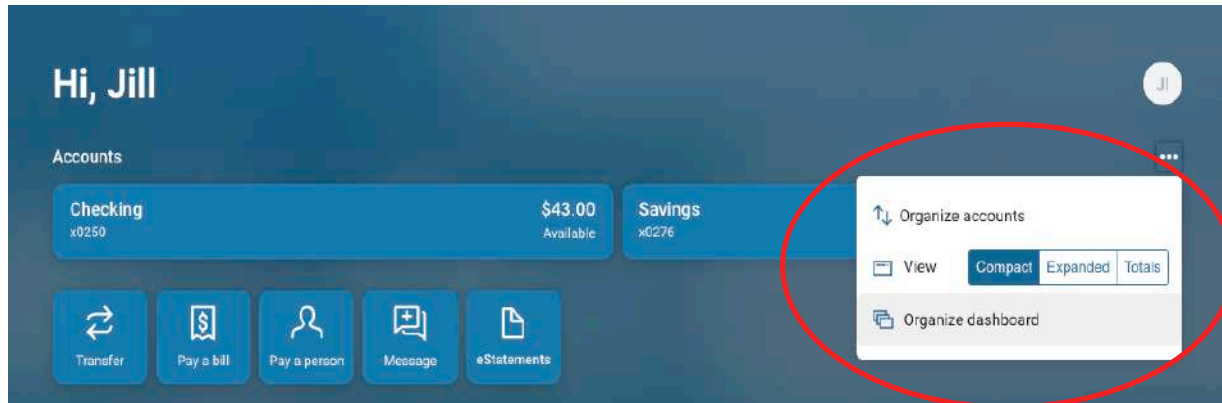 Hi, Jill
JI
Accounts
Checking
x0250
$43.00
Available
Savings
x0276
Organize accounts
View Compact Expanded Totals
Organize dashboard
Transfer
Pay a bill
Pay a person
Message
eStatements